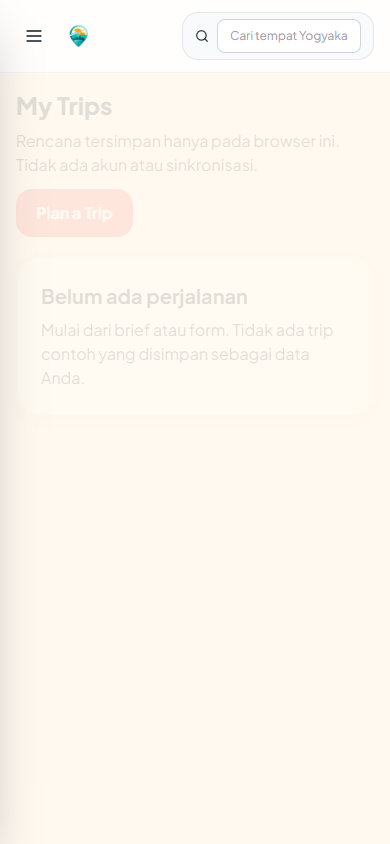 Cari tempat Yogyaka
My Trips
Rencana tersimpan hanya pada browser ini.
Tidak ada akun atau sinkronisasi.
Plan a Trip
Belum ada perjalanan
Mulai dari brief atau form. Tidak ada trip
contoh yang disimpan sebagai data
Anda.